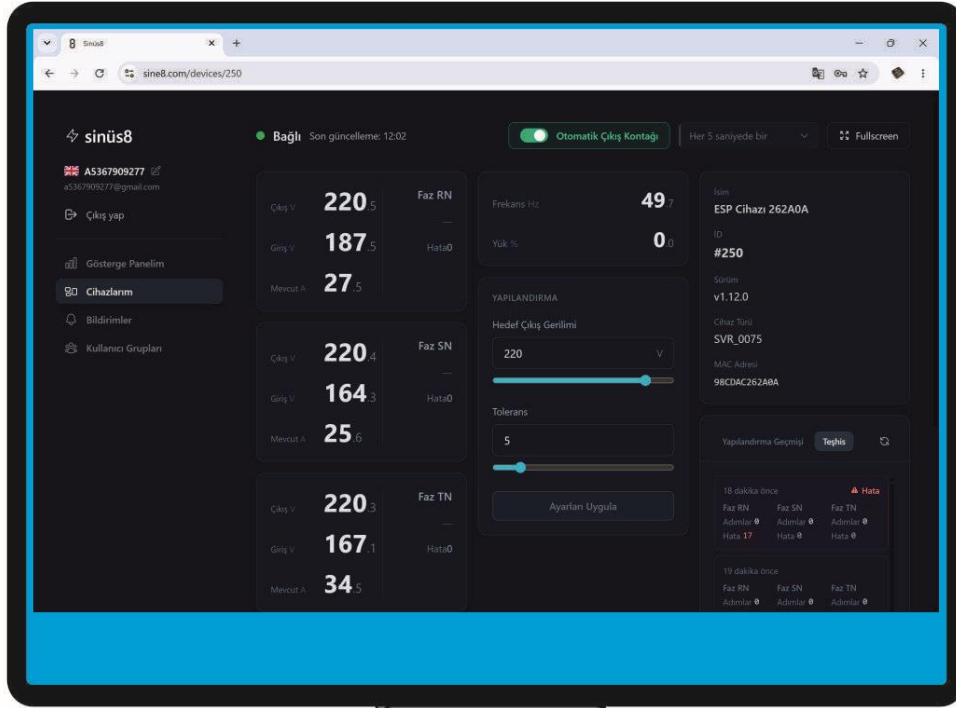 Sinüs8
sine8.com/devices/250
sinüs8
A5367909277
a5367909277@gmail.com
Çıkış yap
Gösterge Panelim
Cihazlarım
Bildirimler
Kullanıcı Grupları
Bağlı Son güncelleme: 12:02
Otomatik Çıkış Kontağı
Her 5 saniyede bir
Fullscreen
Faz RN
Çıkış V 220.5
Giriş V 187.5 Hata0
Mevcut A 27.5
Faz SN
Çıkış V 220.4
Giriş V 164.3 Hata0
Mevcut A 25.6
Faz TN
Çıkış V 220.3
Giriş V 167.1 Hata0
Mevcut A 34.5
Frekans Hz 49.7
Yük % 0.0
YAPILANDIRMA
Hedef Çıkış Gerilimi
220 V
Tolerans
5
Ayarları Uygula
İsim
ESP Cihazı 262A0A
ID
#250
Sürüm
v1.12.0
Cihaz Türü
SVR_0075
MAC Adresi
98CDAC262A0A
Yapılandırma Geçmişi Teşhis
18 dakika önce Hata
Faz RN Faz SN Faz TN
Adımlar 0 Adımlar 0 Adımlar 0
Hata 17 Hata 0 Hata 0
19 dakika önce
Faz RN Faz SN Faz TN
Adımlar 0 Adımlar 0 Adımlar 0